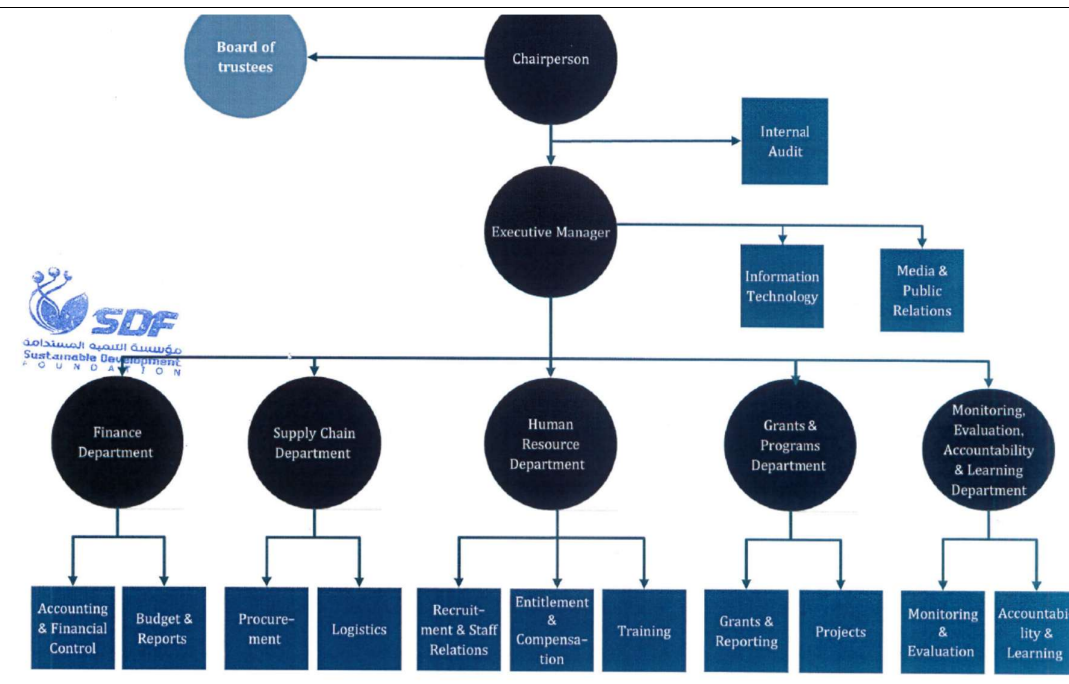 Board of
trustees
Chairperson
Internal
Audit
Executive Manager
Information
Technology
Media &
Public
Relations
SDF
مؤسسة التنمية المستدامة
Sustainable Development
FOUNDATION
Finance
Department
Supply Chain
Department
Human
Resource
Department
Grants &
Programs
Department
Monitoring,
Evaluation,
Accountability
& Learning
Department
Accounting
& Financial
Control
Budget &
Reports
Procure-
ment
Logistics
Recruit-
ment & Staff
Relations
Entitlement
&
Compensa-
tion
Training
Grants &
Reporting
Projects
Monitoring
&
Evaluation
Accountabi-
lity &
Learning